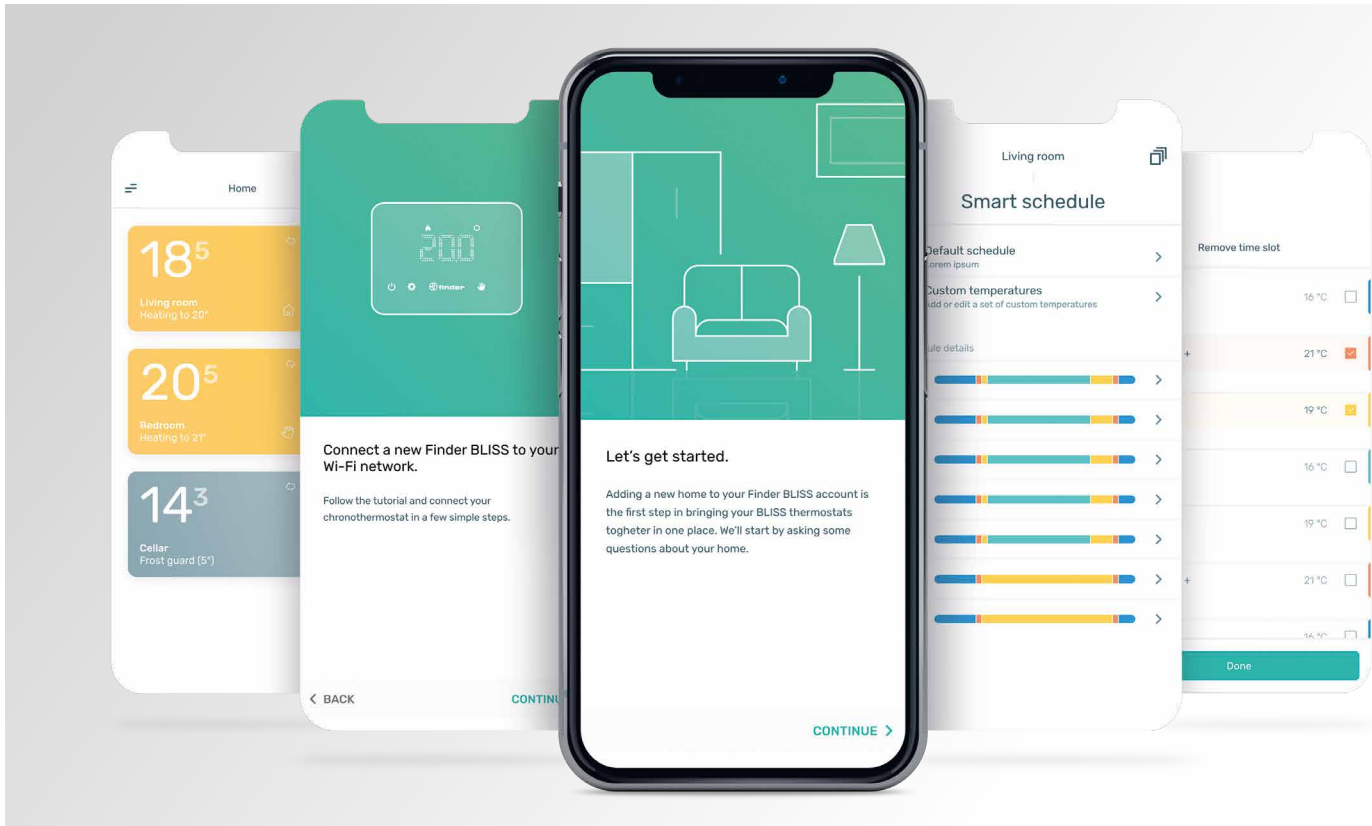 Home
18⁵
Living room
Heating to 20°
20⁵
Bedroom
Heating to 21°
14³
Cellar
Frost guard (5°)
20.0
finder
Connect a new Finder BLISS to your
Wi-Fi network.
Follow the tutorial and connect your
chronothermostat in a few simple steps.
BACK
Let's get started.
Adding a new home to your Finder BLISS account is
the first step in bringing your BLISS thermostats
togheter in one place. We'll start by asking some
questions about your home.
CONTINUE
Living room
Smart schedule
Default schedule
Lorem ipsum
Custom temperatures
Add or edit a set of custom temperatures
details
Remove time slot
16 °C
+ 21 °C
19 °C
16 °C
19 °C
+ 21 °C
Done